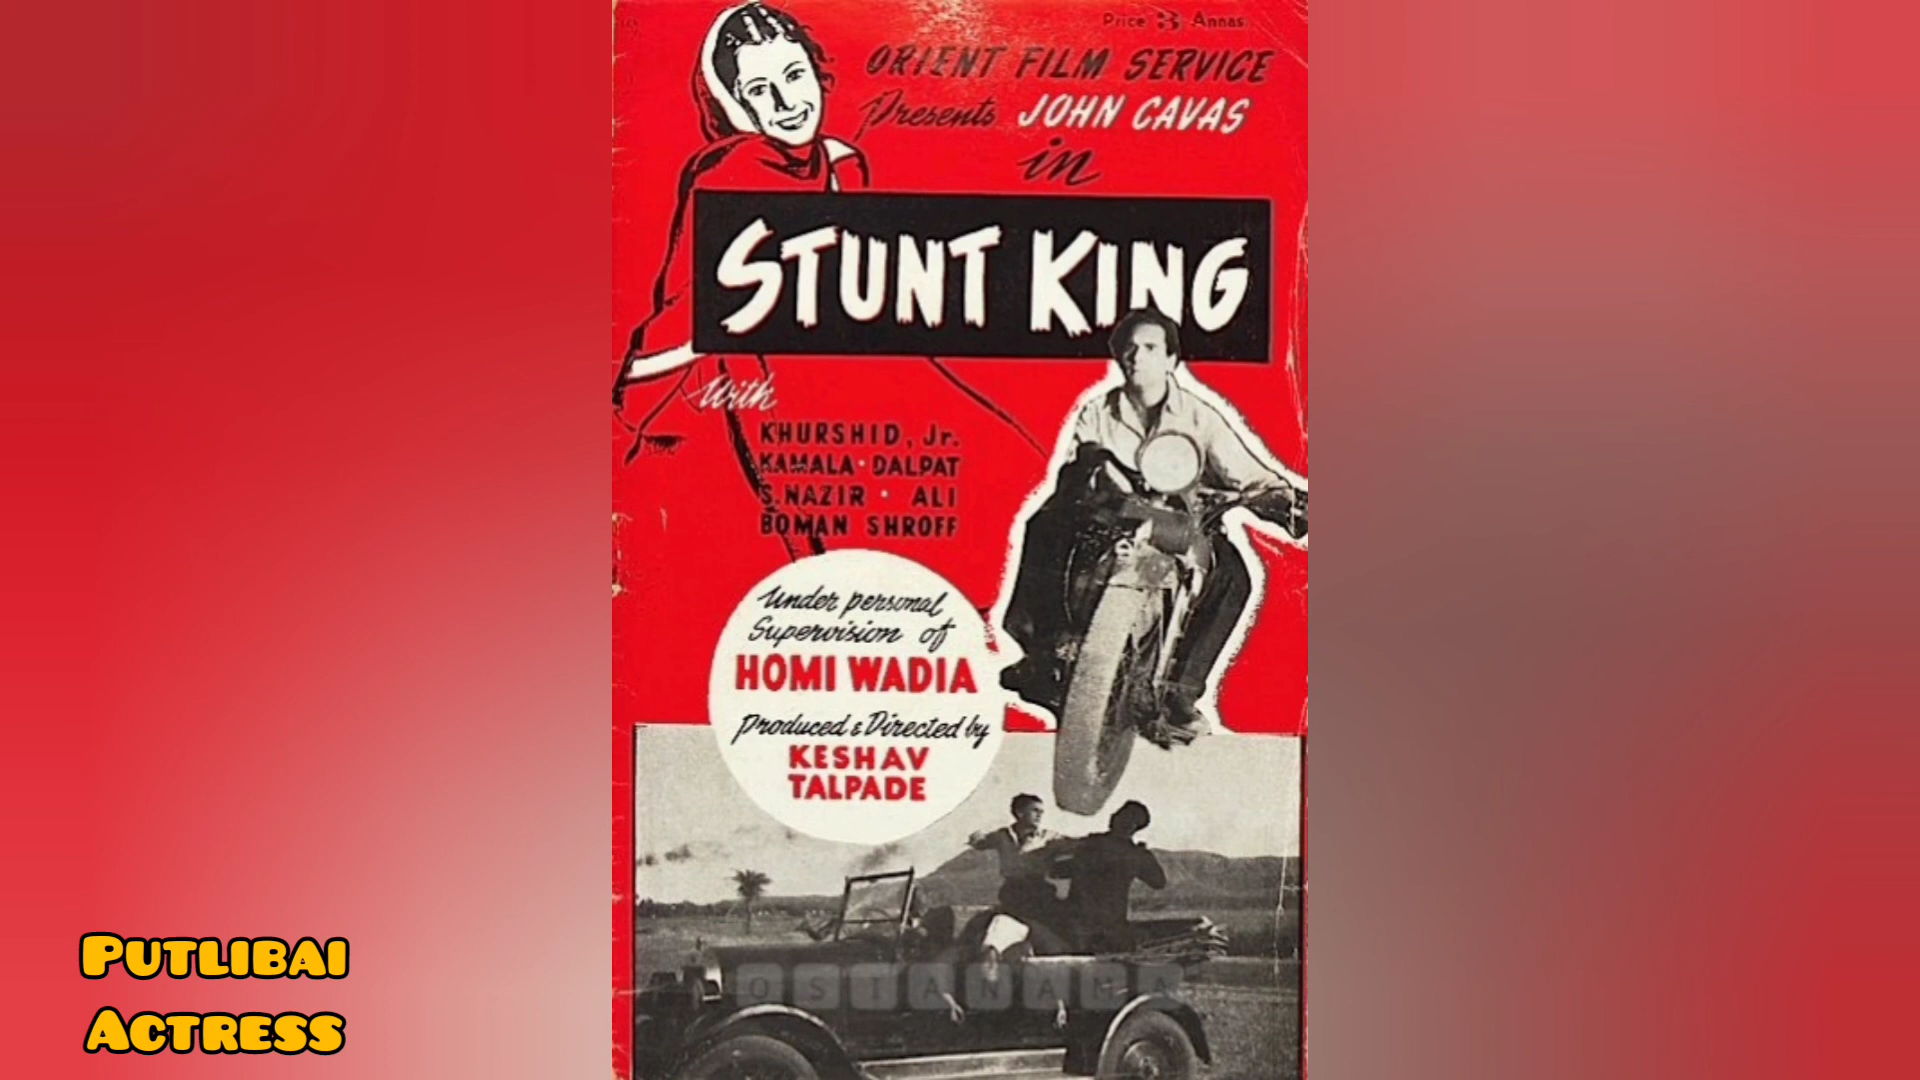 Price 3 Annas
ORIENT FILM SERVICE
Presents JOHN CAVAS
in
STUNT KING
With
KHURSHID, Jr.
KAMALA · DALPAT
S. NAZIR · ALI
BOMAN SHROFF
Under personal
Supervision of
HOMI WADIA
Produced & Directed by
KESHAV
TALPADE
OSIANAMA
PUTLIBAI
ACTRESS